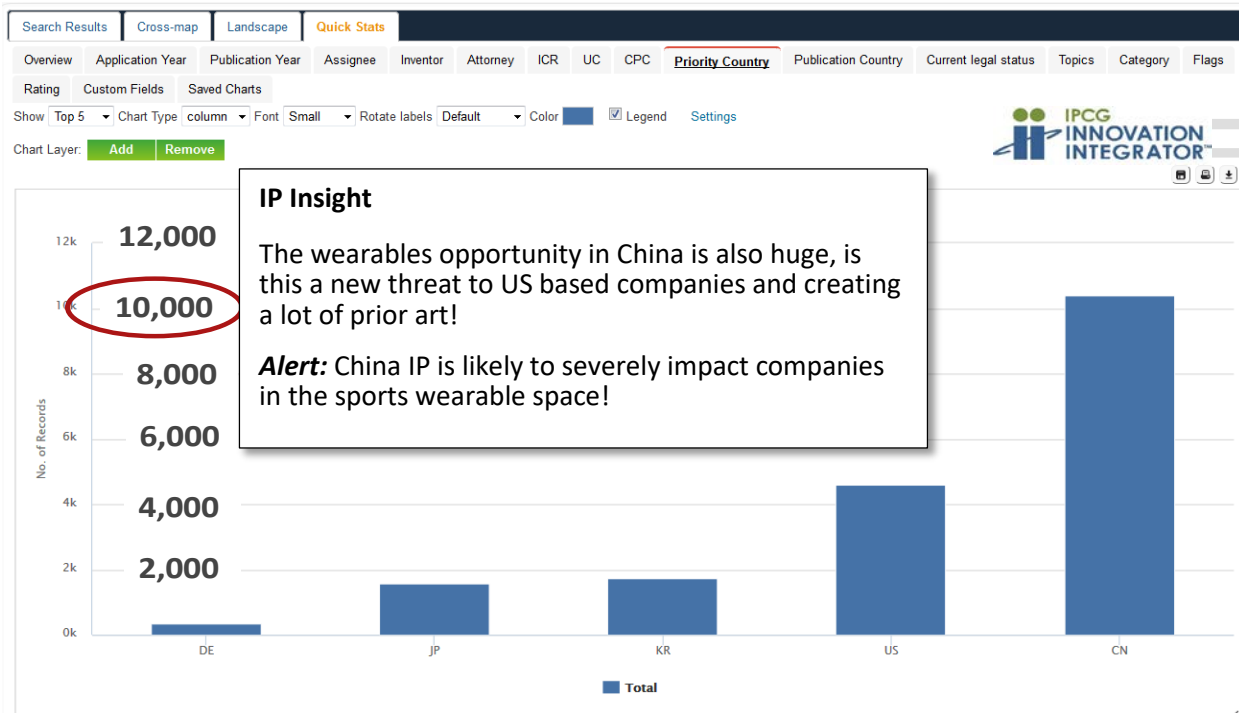 Search Results Cross-map Landscape Quick Stats
Overview Application Year Publication Year Assignee Inventor Attorney ICR UC CPC Priority Country Publication Country Current legal status Topics Category Flags
Rating Custom Fields Saved Charts
Show Top 5 Chart Type column Font Small Rotate labels Default Color Legend Settings
Chart Layer: Add Remove
IPCG
INNOVATION
INTEGRATOR™
IP Insight
The wearables opportunity in China is also huge, is
this a new threat to US based companies and creating
a lot of prior art!
Alert: China IP is likely to severely impact companies
in the sports wearable space!
12k 12,000
10k 10,000
8k 8,000
6k 6,000
4k 4,000
2k 2,000
0k
No. of Records
DE JP KR US CN
Total